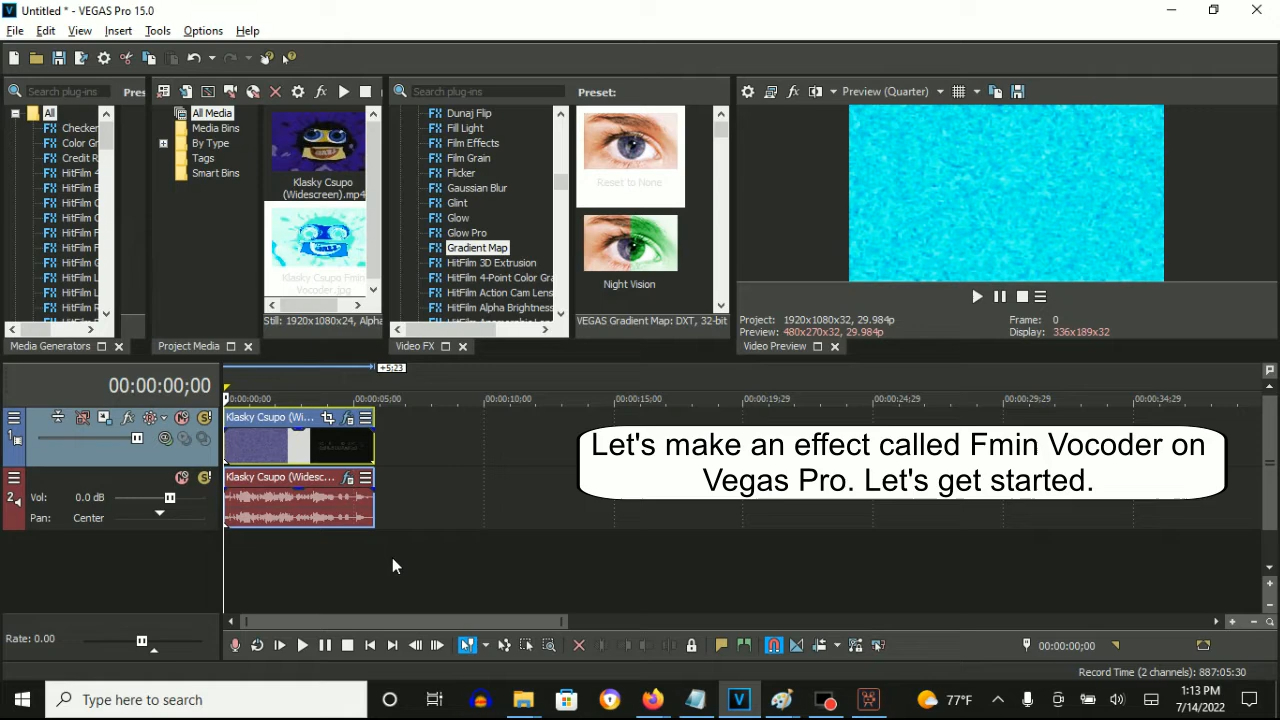 Untitled * - VEGAS Pro 15.0
File Edit View Insert Tools Options Help
Search plug-ins
Pres
All
Checker
Color Gr
Credit R
HitFilm 4
HitFilm E
HitFilm C
HitFilm C
HitFilm F
HitFilm G
HitFilm L
HitFilm L
HitFilm P
HitFilm R
Media Generators
All Media
Media Bins
By Type
Tags
Smart Bins
Klasky Csupo
(Widescreen).mp4
Klasky Csupo Fmin
Vocoder.jpg
Still: 1920x1080x24, Alpha
Project Media
Search plug-ins
Dunaj Flip
Fill Light
Film Effects
Film Grain
Flicker
Gaussian Blur
Glint
Glow
Glow Pro
Gradient Map
HitFilm 3D Extrusion
HitFilm 4-Point Color Gra
HitFilm Action Cam Lens
HitFilm Alpha Brightness
Video FX
Preset:
Reset to None
Night Vision
VEGAS Gradient Map: DXT, 32-bit
Preview (Quarter)
Project: 1920x1080x32, 29.984p
Preview: 480x270x32, 29.984p
Frame: 0
Display: 336x189x32
Video Preview
+5:23
00:00:00;00
0:00:00:00 00:00:05;00 00:00:10;00 00:00:15;00 00:00:19;29 00:00:24;29 00:00:29;29 00:00:34;29
1
Klasky Csupo (Wi...
2
Klasky Csupo (Widesc...
Vol: 0.0 dB
Pan: Center
Let's make an effect called Fmin Vocoder on
Vegas Pro. Let's get started.
Rate: 0.00
00:00:00;00
Record Time (2 channels): 887:05:30
Type here to search
77°F
1:13 PM
7/14/2022